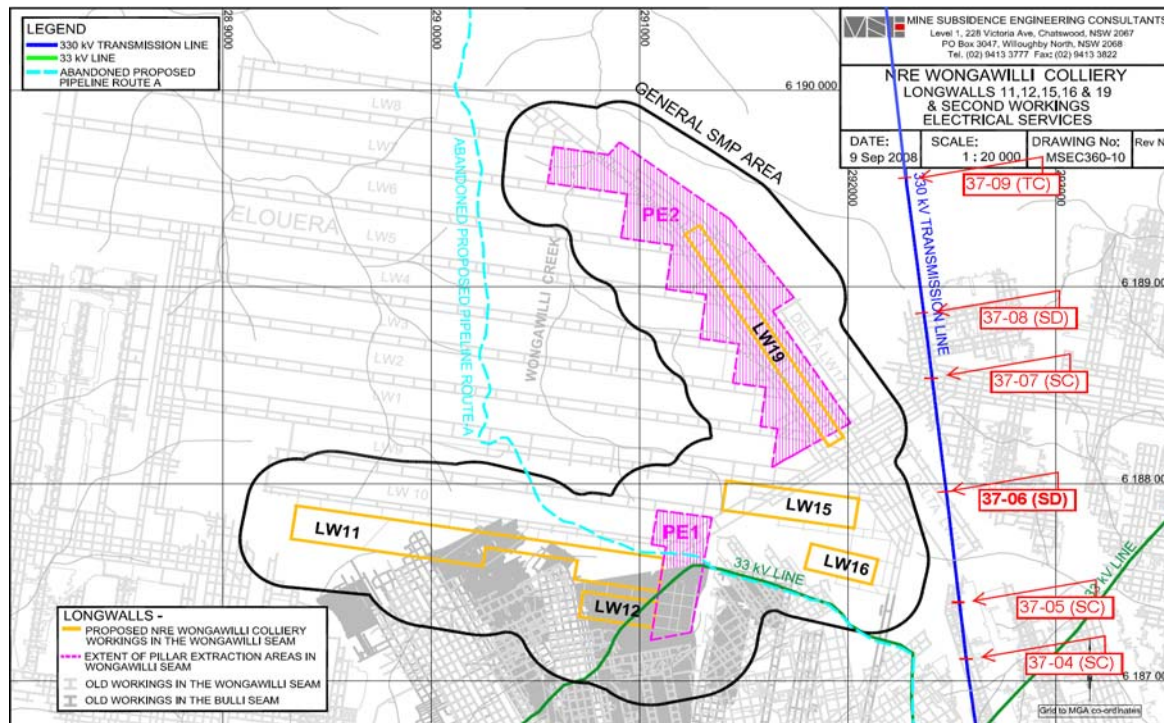 LEGEND
330 kV TRANSMISSION LINE
33 kV LINE
ABANDONED PROPOSED
PIPELINE ROUTE A
28 9000
29 0000
291000
292000
MINE SUBSIDENCE ENGINEERING CONSULTANTS
Level 1, 228 Victoria Ave, Chatswood, NSW 2067
PO Box 3047, Willoughby North, NSW 2068
Tel. (02) 9413 3777 Fax: (02) 9413 3822
NRE WONGAWILLI COLLIERY
LONGWALLS 11,12,15,16 & 19
& SECOND WORKINGS
ELECTRICAL SERVICES
DATE:
9 Sep 2008
SCALE:
1 : 20 000
DRAWING No:
MSEC360-10
Rev N
6 190 000
GENERAL SMP AREA
ABANDONED PROPOSED PIPELINE ROUTE A
ABANDONED PROPOSED PIPELINE ROUTE-A
WONGAWILLI CREEK
ELOUERA
LW8
LW6
LW5
LW4
LW3
LW2
LW1
LW9
LW 10
PE2
LW19
PE1
LW11
LW12
LW15
LW16
33 kV LINE
33 kV LINE
330 kV TRANSMISSION LINE
37-09 (TC)
37-08 (SD)
37-07 (SC)
37-06 (SD)
37-05 (SC)
37-04 (SC)
6 189 000
6 188 000
6 187 000
Grid to MGA co-ordinates
LONGWALLS -
PROPOSED NRE WONGAWILLI COLLIERY
WORKINGS IN THE WONGAWILLI SEAM
EXTENT OF PILLAR EXTRACTION AREAS IN
WONGAWILLI SEAM
OLD WORKINGS IN THE WONGAWILLI SEAM
OLD WORKINGS IN THE BULLI SEAM